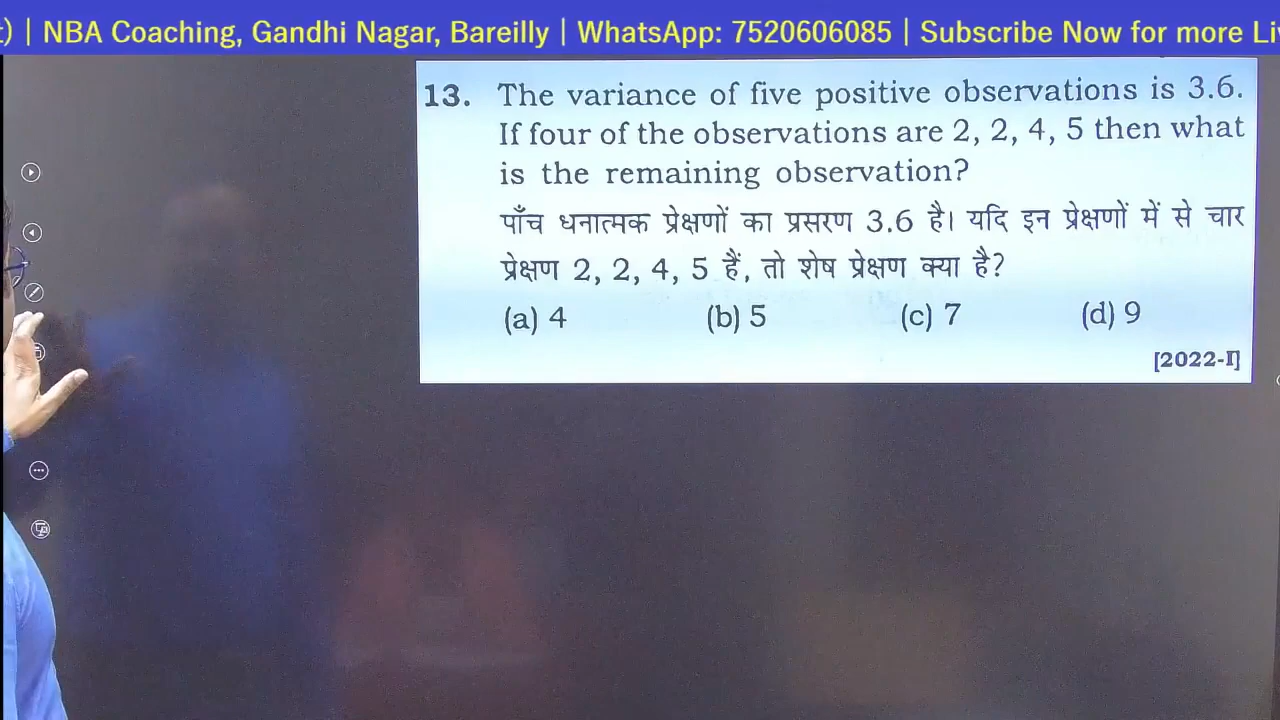 t) | NBA Coaching, Gandhi Nagar, Bareilly | WhatsApp: 7520606085 | Subscribe Now for more Liv
13. The variance of five positive observations is 3.6.
If four of the observations are 2, 2, 4, 5 then what
is the remaining observation?
पाँच धनात्मक प्रेक्षणों का प्रसरण 3.6 है। यदि इन प्रेक्षणों में से चार
प्रेक्षण 2, 2, 4, 5 हैं, तो शेष प्रेक्षण क्या है?
(a) 4 (b) 5 (c) 7 (d) 9
[2022-I]